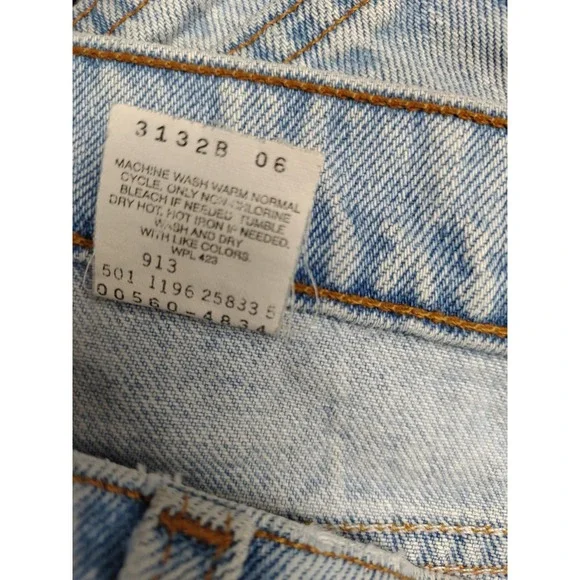 3132B 06
MACHINE WASH WARM NORMAL
CYCLE, ONLY NON-CHLORINE
BLEACH IF NEEDED. TUMBLE
DRY HOT, HOT IRON IF NEEDED.
WASH AND DRY
WITH LIKE COLORS.
WPL 423
913
501 1196 25833 5
00560-4834